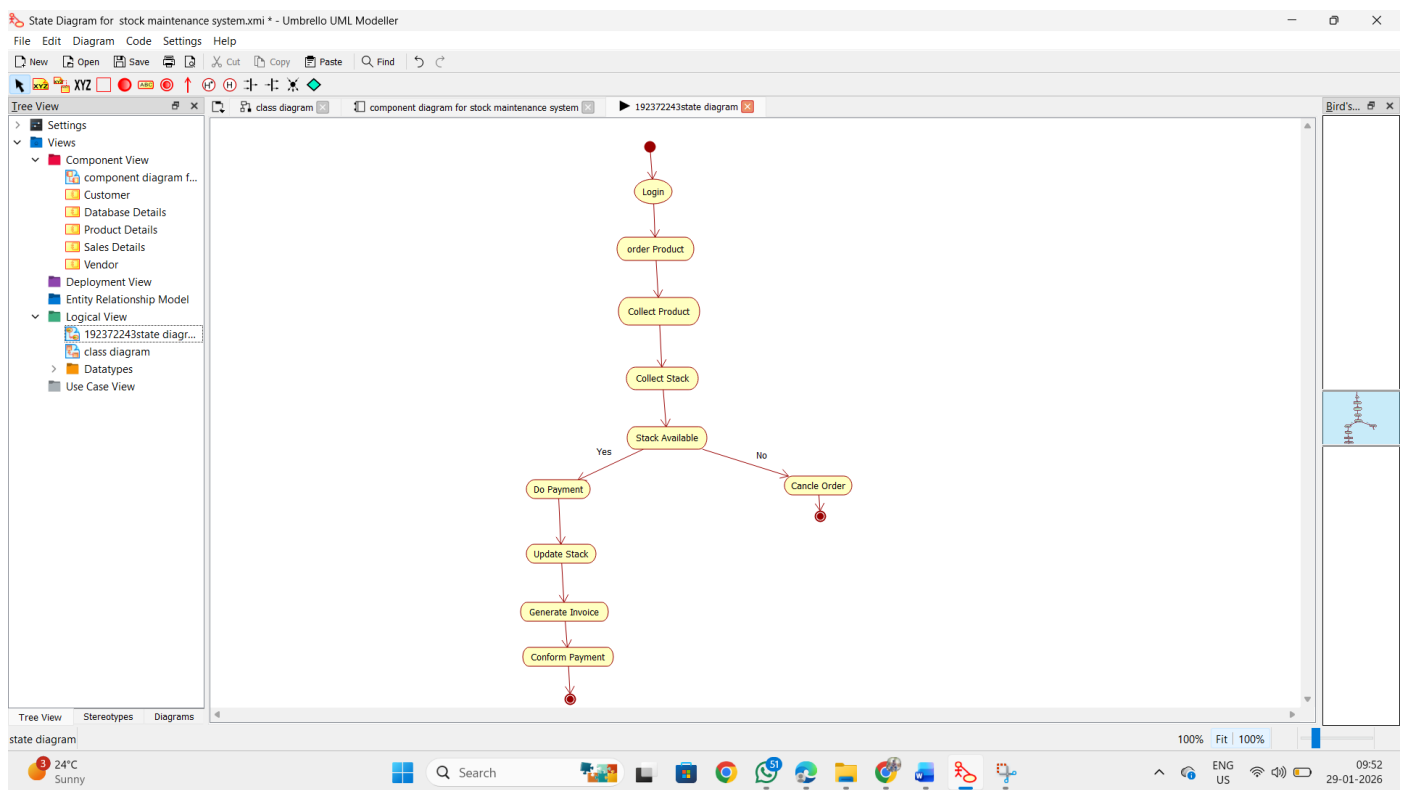 State Diagram for stock maintenance system.xmi * - Umbrello UML Modeller
File Edit Diagram Code Settings Help
New Open Save Cut Copy Paste Find
XYZ XYZ ABC H* H
Tree View
class diagram
component diagram for stock maintenance system
192372243state diagram
Bird's...
Settings
Views
Component View
component diagram f...
Customer
Database Details
Product Details
Sales Details
Vendor
Deployment View
Entity Relationship Model
Logical View
192372243state diagr...
class diagram
Datatypes
Use Case View
Login
order Product
Collect Product
Collect Stack
Stack Available
Yes
No
Do Payment
Cancle Order
Update Stack
Generate Invoice
Conform Payment
Tree View Stereotypes Diagrams
state diagram
100% Fit 100%
3
24°C
Sunny
Search
51
ENG
US
09:52
29-01-2026